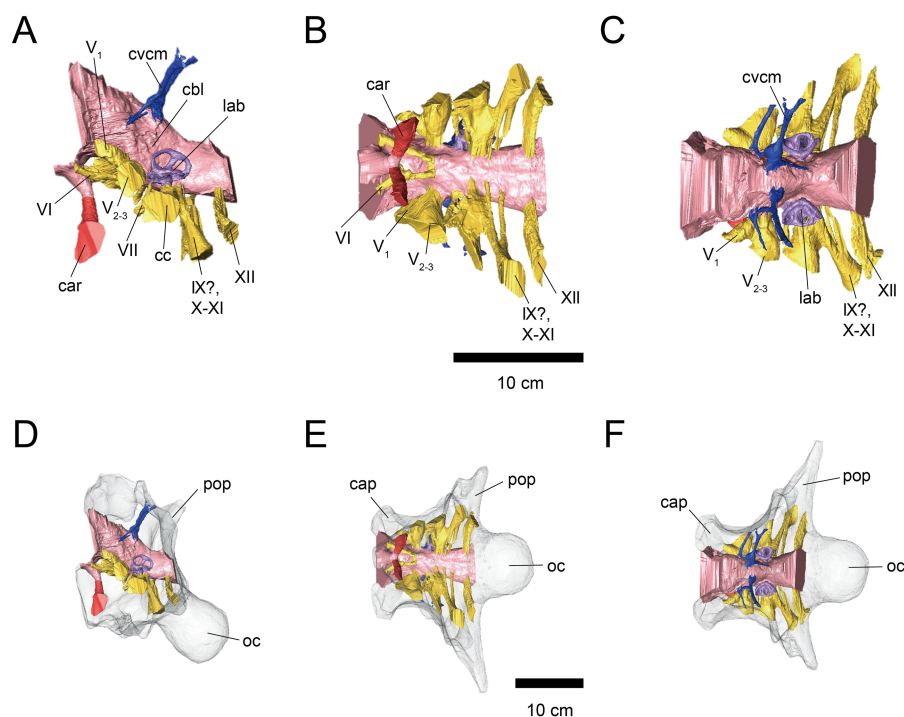 A
V1
cvcm
cbl
lab
VI
V2-3
VII
cc
car
IX?,
X-XI
XII
B
car
VI
V1
V2-3
XII
IX?,
X-XI
10 cm
C
cvcm
V1
V2-3
lab
XII
IX?,
X-XI
D
pop
oc
E
cap
pop
oc
10 cm
F
pop
cap
oc